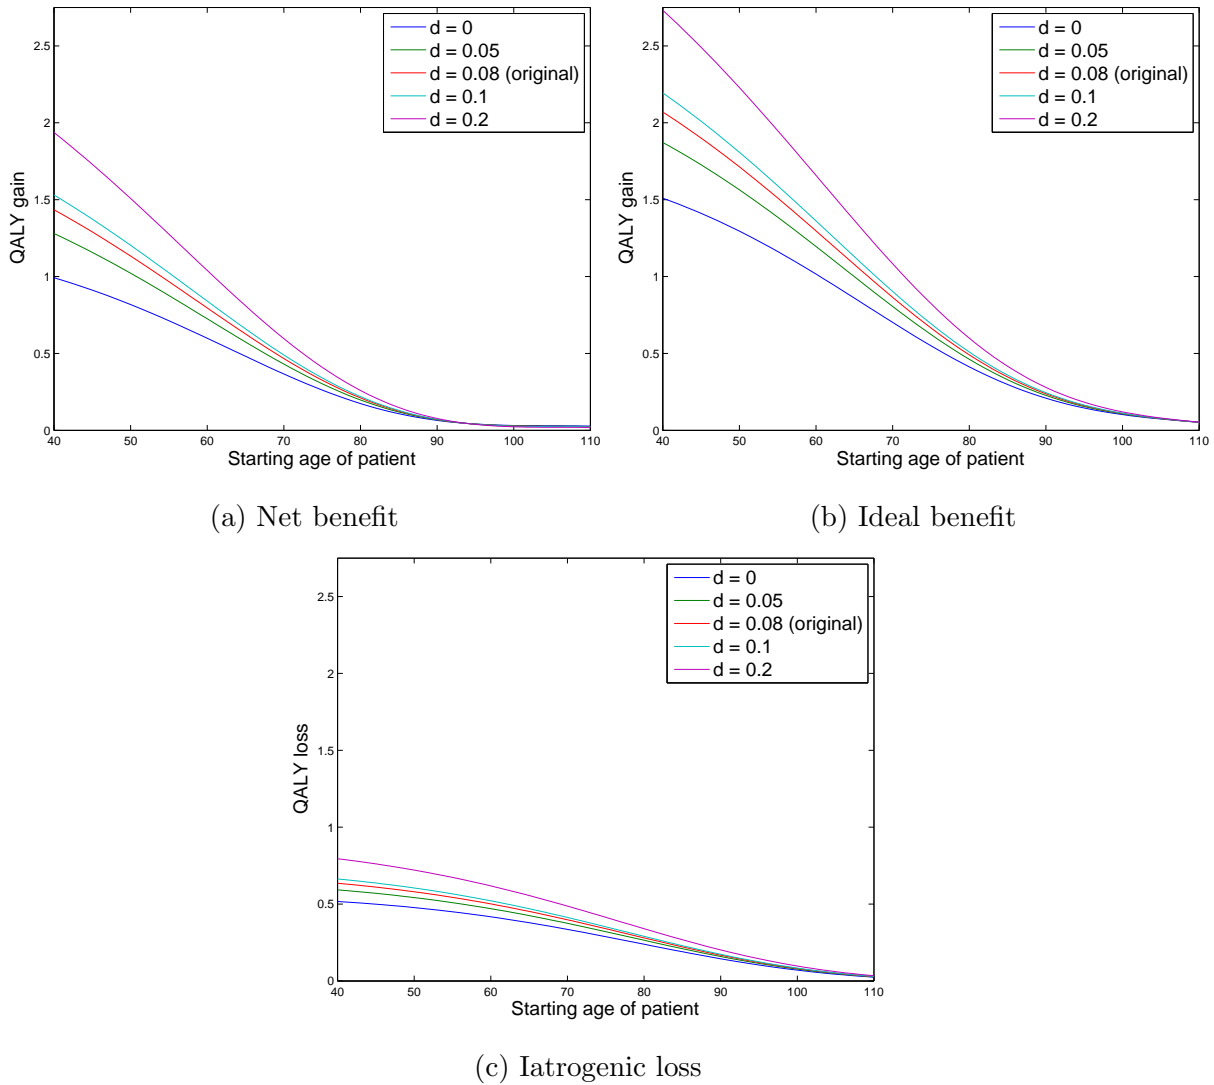 2.5
2
1.5
1
0.5
0
QALY gain
d = 0
d = 0.05
d = 0.08 (original)
d = 0.1
d = 0.2
40 50 60 70 80 90 100 110
Starting age of patient
(a) Net benefit
2.5
2
1.5
1
0.5
0
QALY gain
d = 0
d = 0.05
d = 0.08 (original)
d = 0.1
d = 0.2
40 50 60 70 80 90 100 110
Starting age of patient
(b) Ideal benefit
2.5
2
1.5
1
0.5
0
QALY loss
d = 0
d = 0.05
d = 0.08 (original)
d = 0.1
d = 0.2
40 50 60 70 80 90 100 110
Starting age of patient
(c) Iatrogenic loss